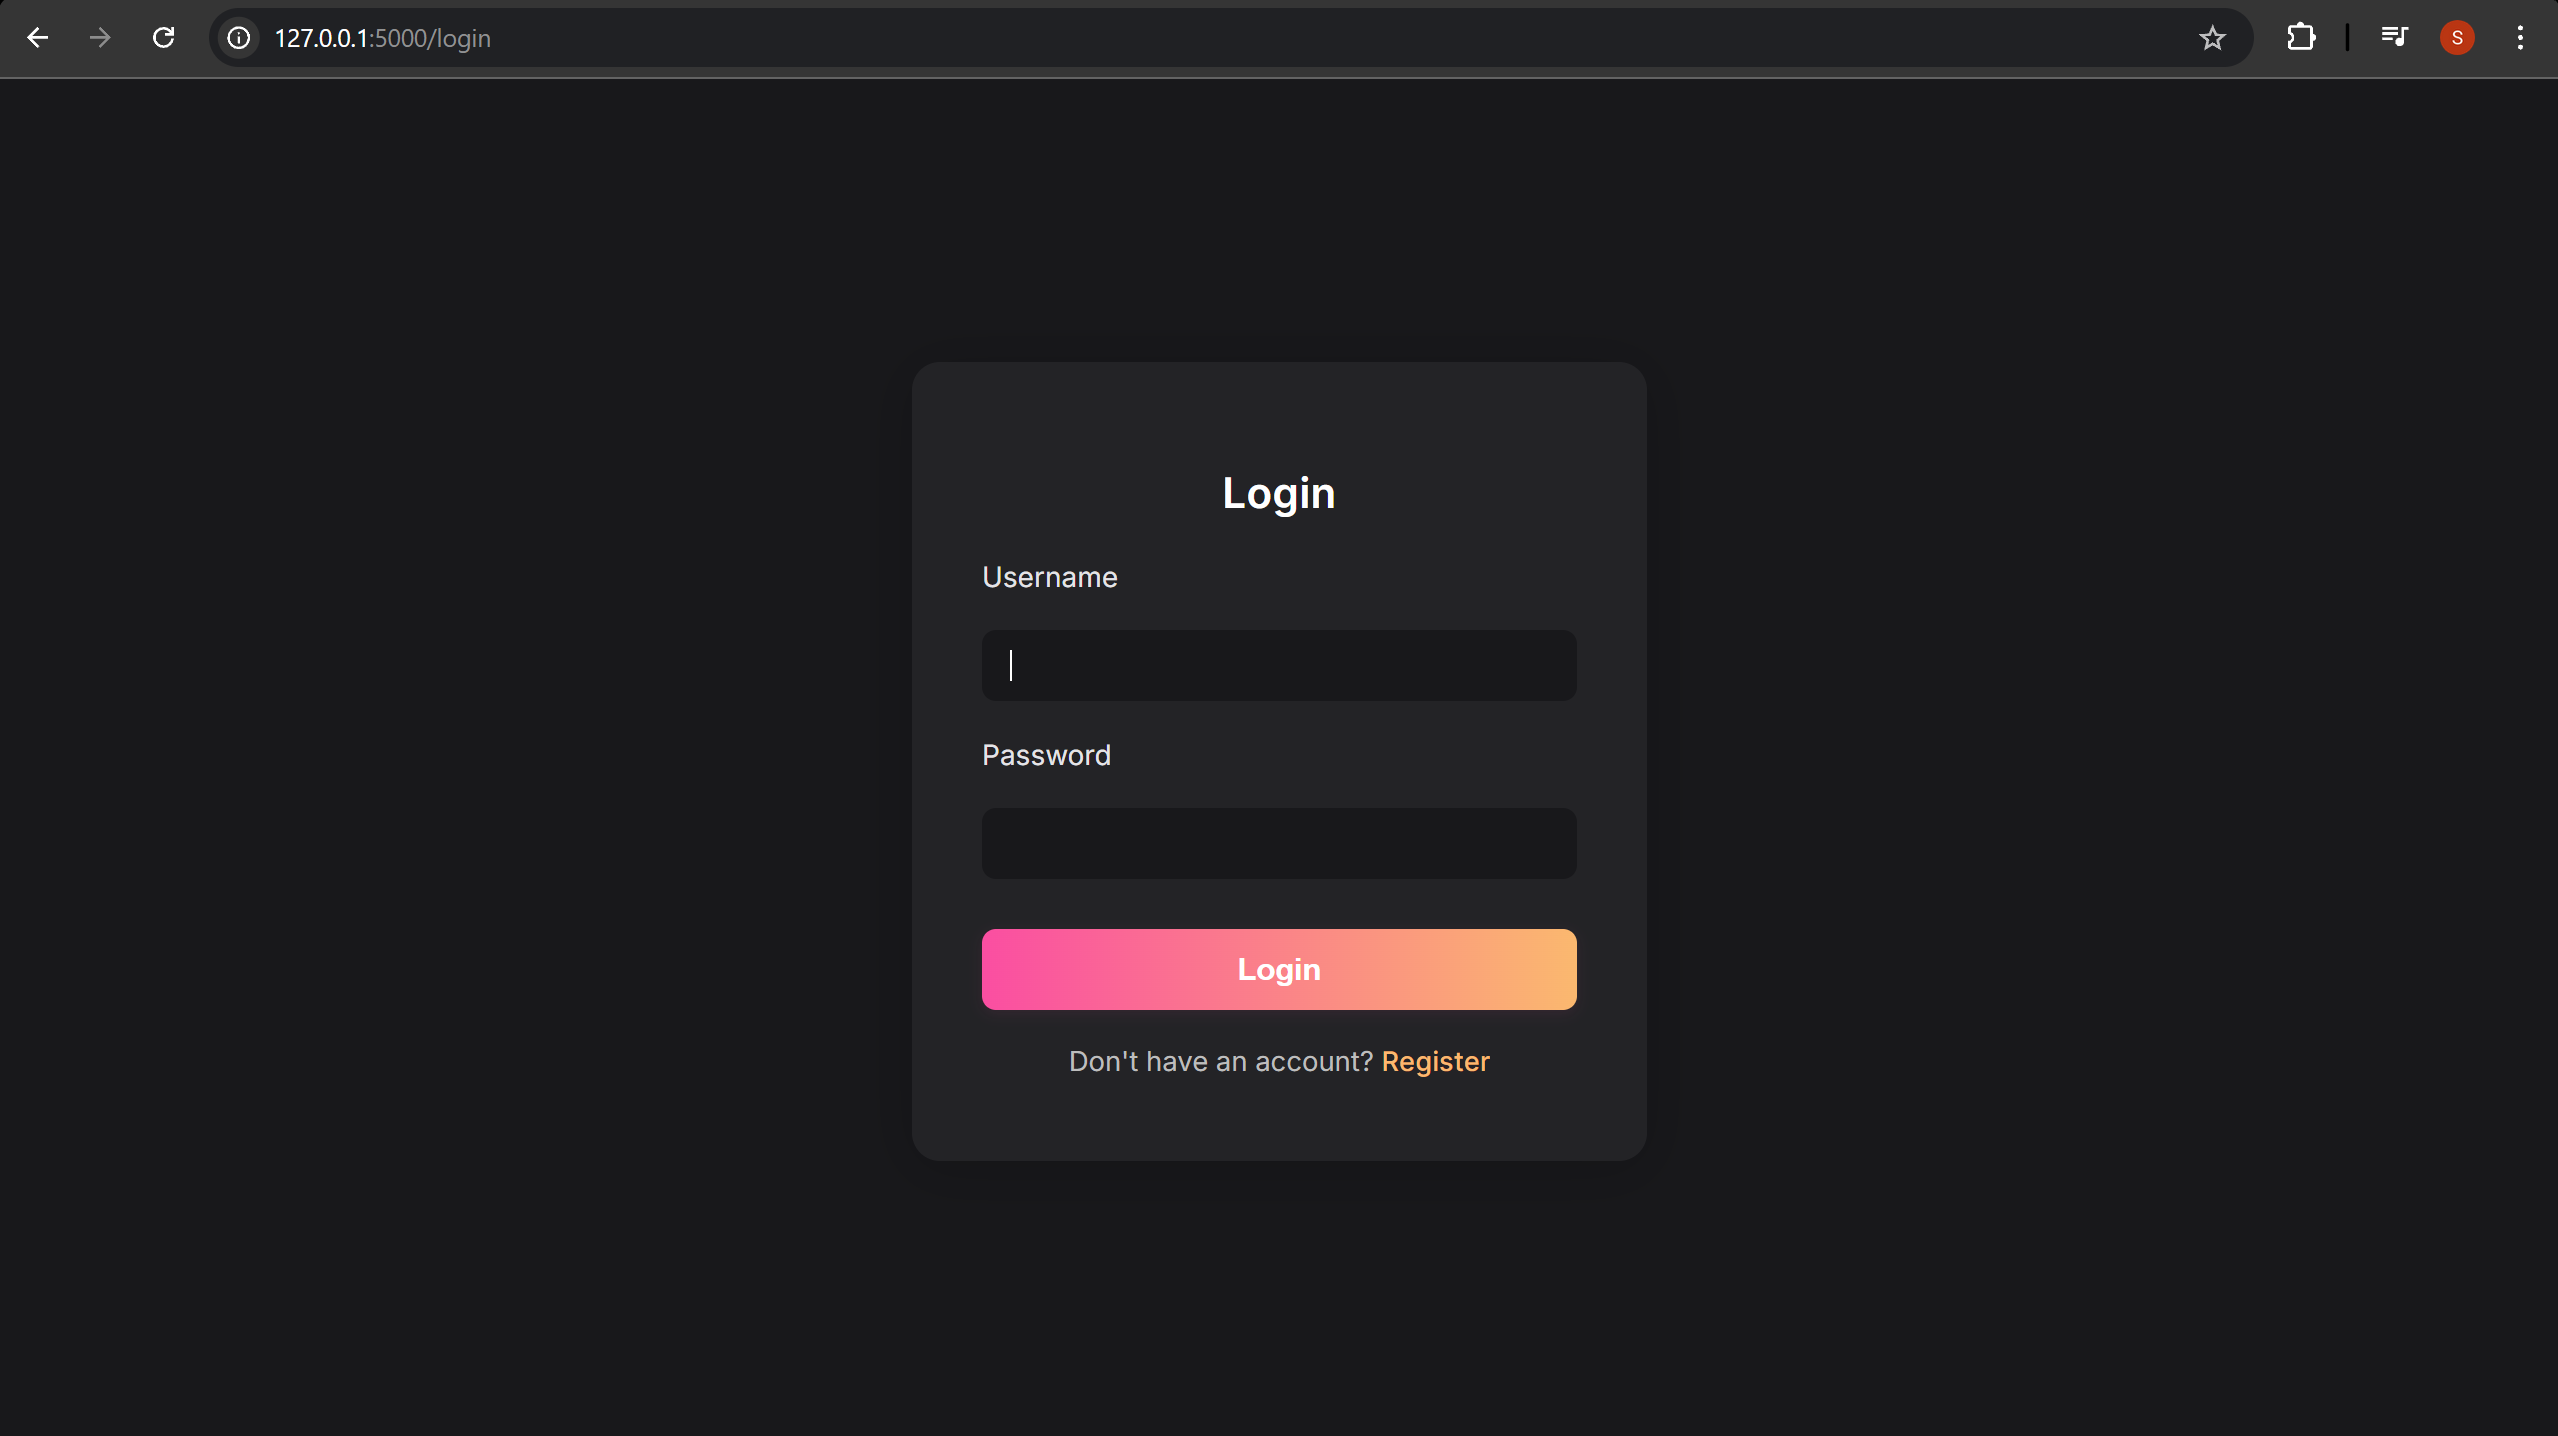 127.0.0.1:5000/login
S
Login
Username
Password
Login
Don't have an account? Register